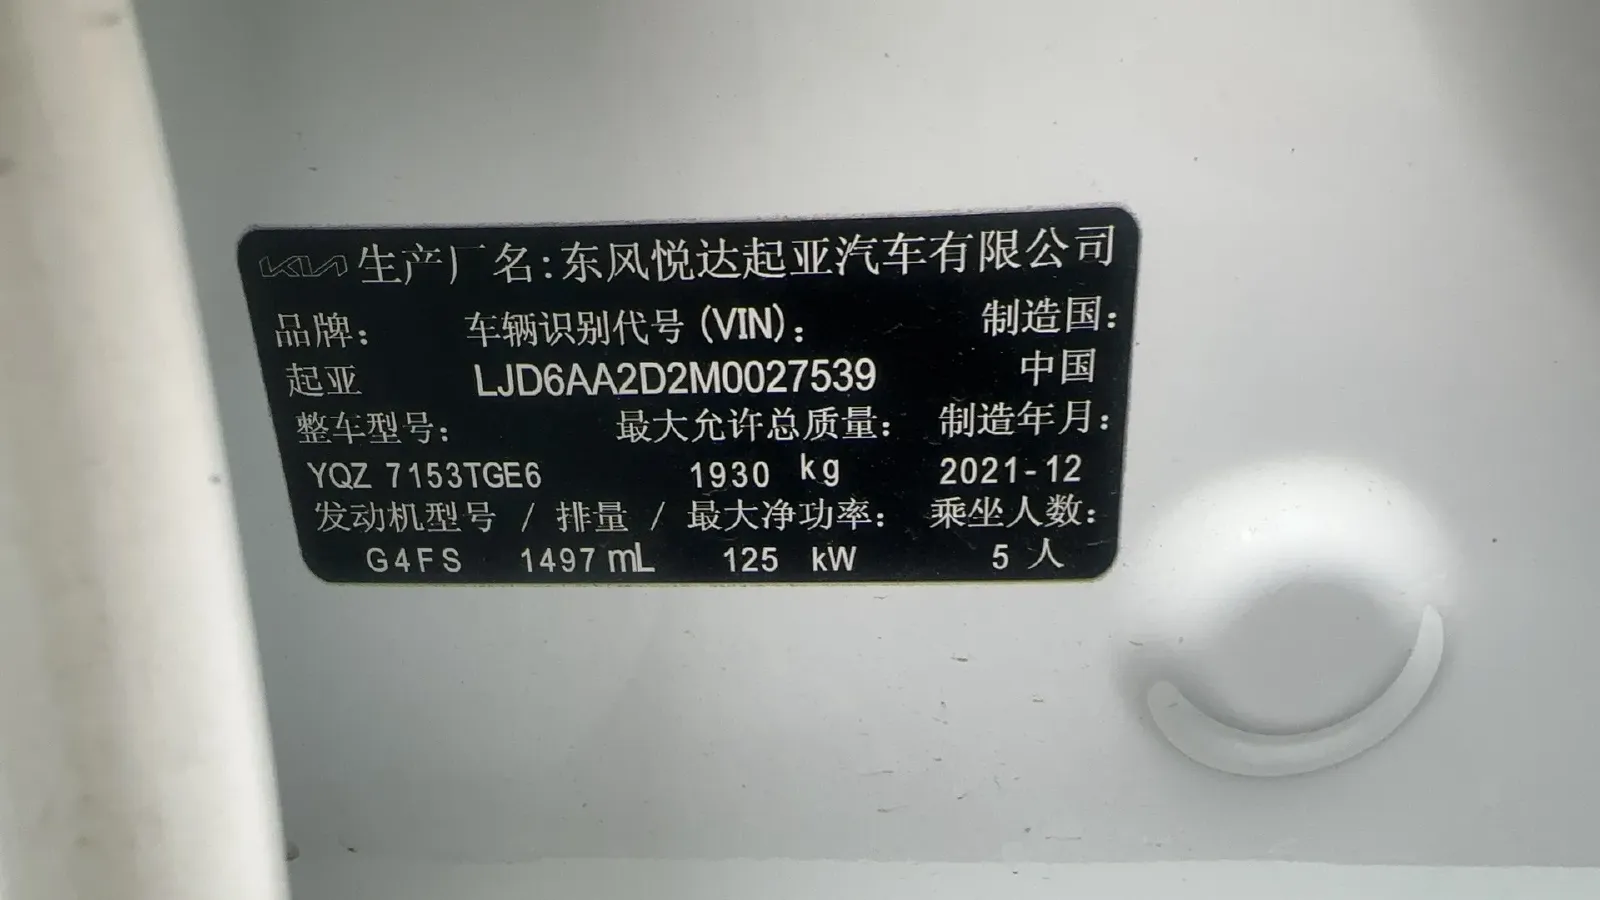 KIA 生产厂名:东风悦达起亚汽车有限公司
品牌: 车辆识别代号(VIN): 制造国:
起亚 LJD6AA2D2M0027539 中国
整车型号: 最大允许总质量: 制造年月:
YQZ 7153TGE6 1930 kg 2021-12
发动机型号 / 排量 / 最大净功率: 乘坐人数:
G4FS 1497 mL 125 kW 5 人